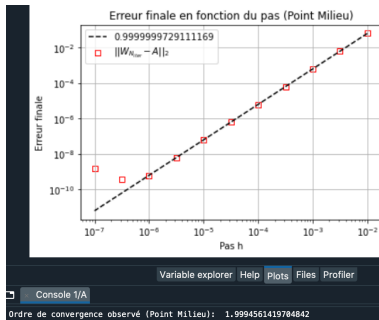 Erreur finale en fonction du pas (Point Milieu)
0.9999999729111169
||W_{N_{iter}} − A||_2
Erreur finale
10^{-2}
10^{-4}
10^{-6}
10^{-8}
10^{-10}
10^{-7}
10^{-6}
10^{-5}
10^{-4}
10^{-3}
10^{-2}
Pas h
Variable explorer Help Plots Files Profiler
Console 1/A
Ordre de convergence observé (Point Milieu): 1.9994561419704842